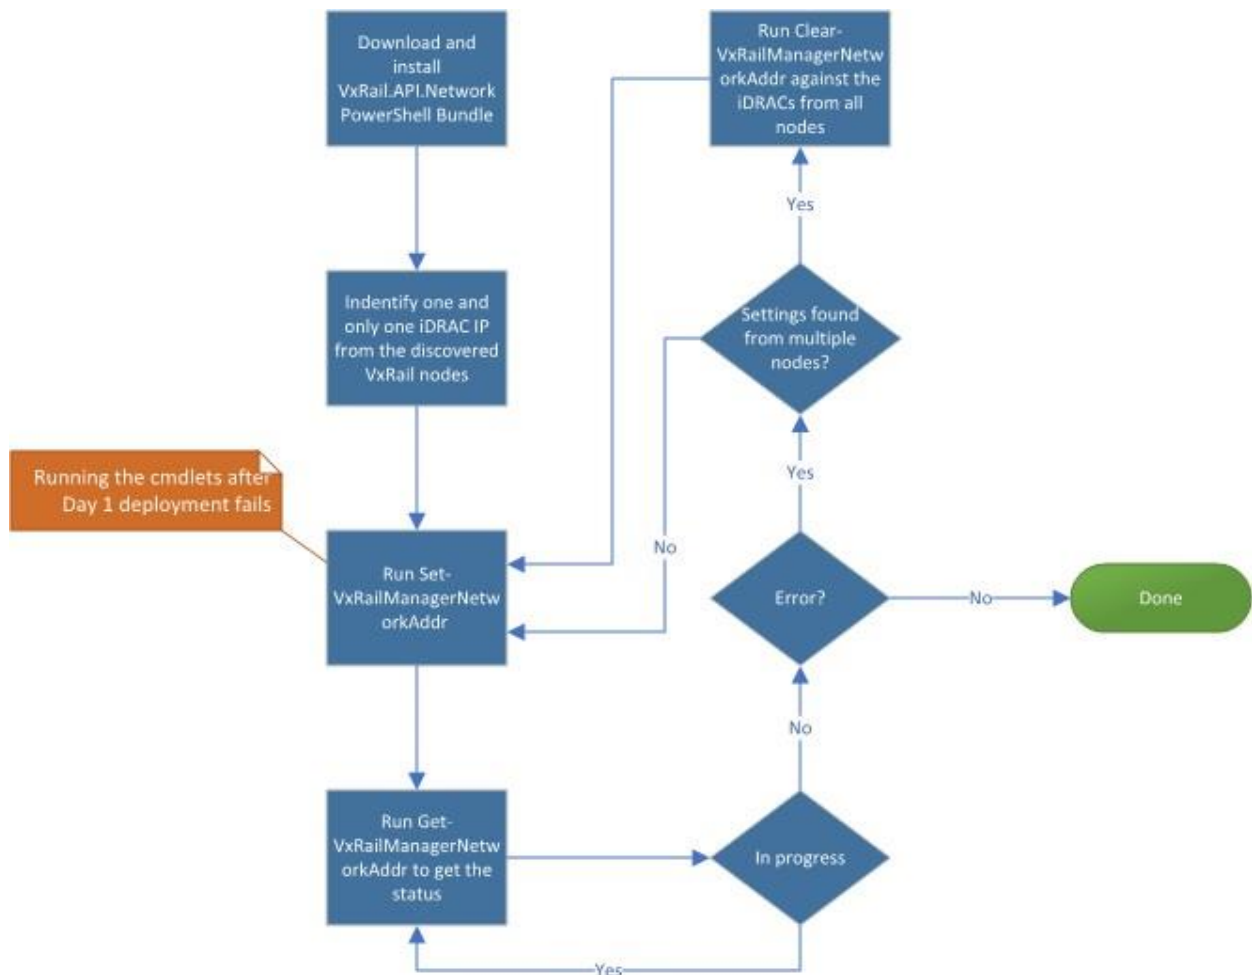 Download and
install
VxRail.API.Network
PowerShell Bundle
Run Clear-
VxRailManagerNetw
orkAddr against the
iDRACs from all
nodes
Yes
Indentify one and
only one iDRAC IP
from the discovered
VxRail nodes
Settings found
from multiple
nodes?
Yes
Running the cmdlets after
Day 1 deployment fails
No
Run Set-
VxRailManagerNetw
orkAddr
Error?
No
Done
No
Run Get-
VxRailManagerNetw
orkAddr to get the
status
In progress
Yes